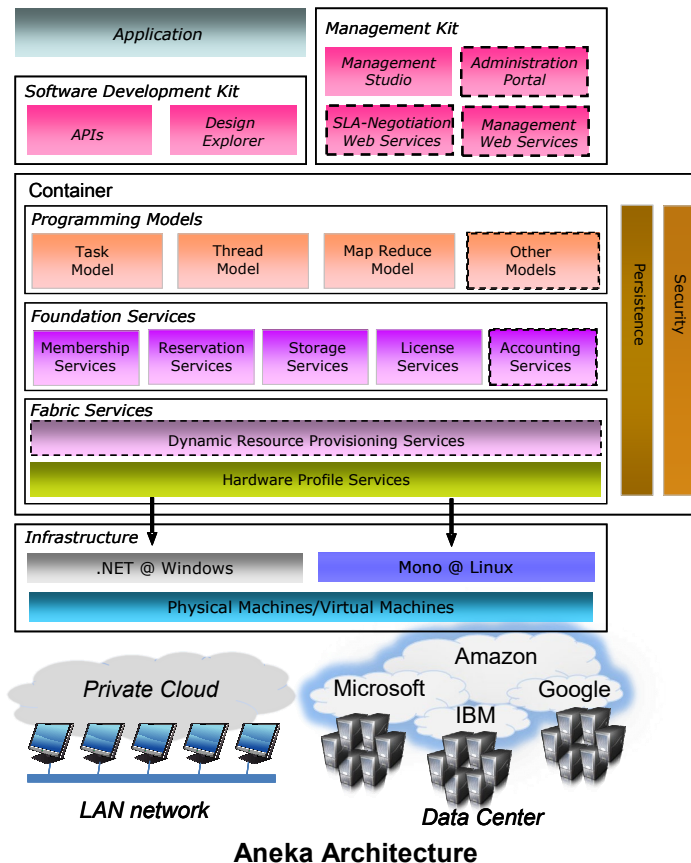 Application
Management Kit
Management
Studio
Administration
Portal
SLA-Negotiation
Web Services
Management
Web Services
Software Development Kit
APIs
Design
Explorer
Container
Programming Models
Task
Model
Thread
Model
Map Reduce
Model
Other
Models
Foundation Services
Membership
Services
Reservation
Services
Storage
Services
License
Services
Accounting
Services
Fabric Services
Dynamic Resource Provisioning Services
Hardware Profile Services
Persistence
Security
Infrastructure
.NET @ Windows
Mono @ Linux
Physical Machines/Virtual Machines
Private Cloud
LAN network
Amazon
Microsoft
Google
IBM
Data Center
Aneka Architecture